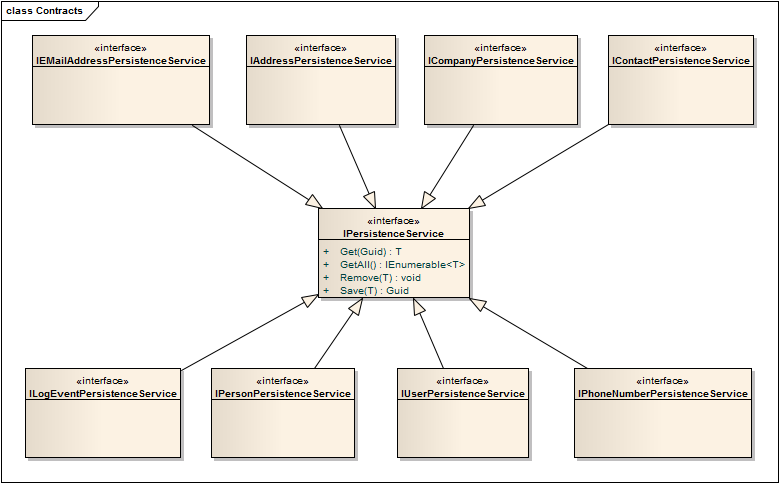 class Contracts
«interface»
IEMailAddressPersistenceService
«interface»
IAddressPersistenceService
«interface»
ICompanyPersistenceService
«interface»
IContactPersistenceService
«interface»
IPersistenceService
+ Get(Guid) : T
+ GetAll() : IEnumerable<T>
+ Remove(T) : void
+ Save(T) : Guid
«interface»
ILogEventPersistenceService
«interface»
IPersonPersistenceService
«interface»
IUserPersistenceService
«interface»
IPhoneNumberPersistenceService